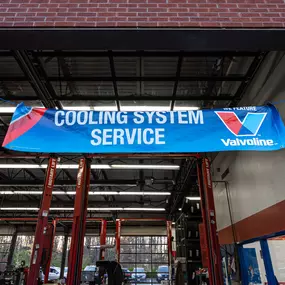 COOLING SYSTEM
SERVICE
WE FEATURE
Valvoline